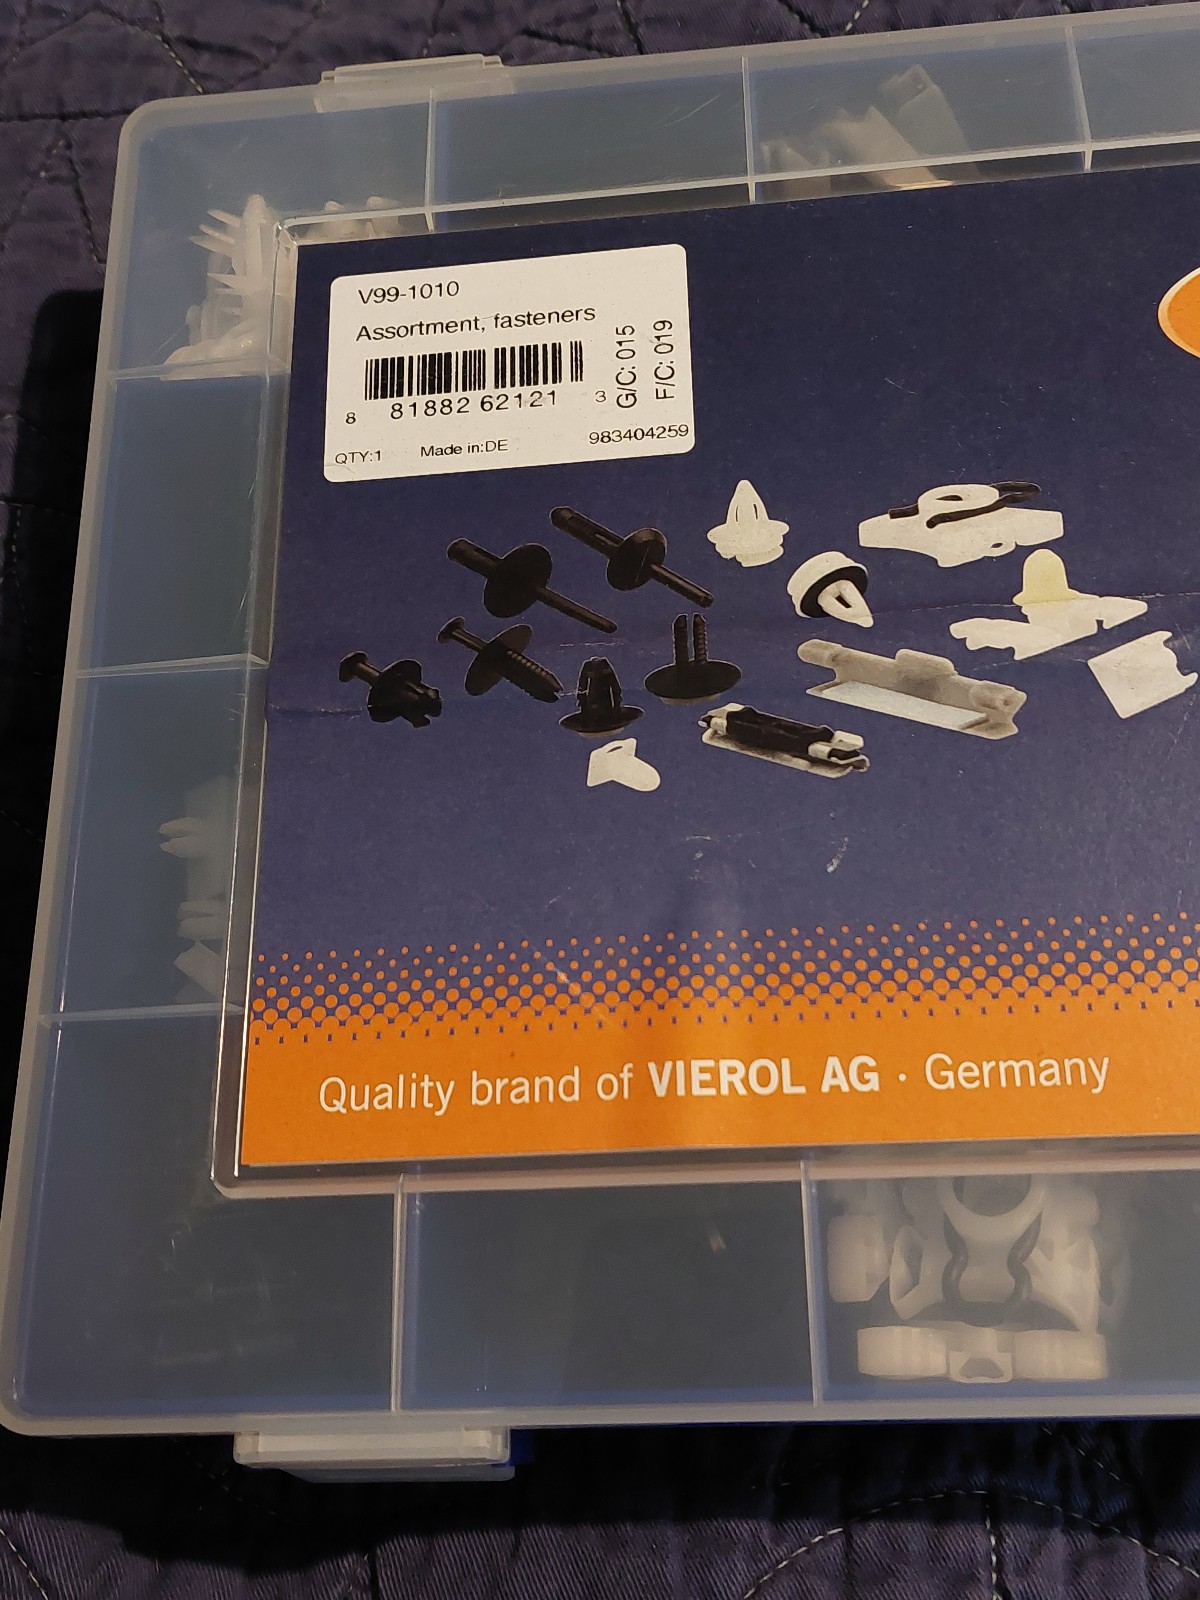 V99-1010
Assortment, fasteners
8 81882 62121 3
G/C: 015
F/C: 019
QTY:1 Made in:DE 983404259
Quality brand of VIEROL AG · Germany